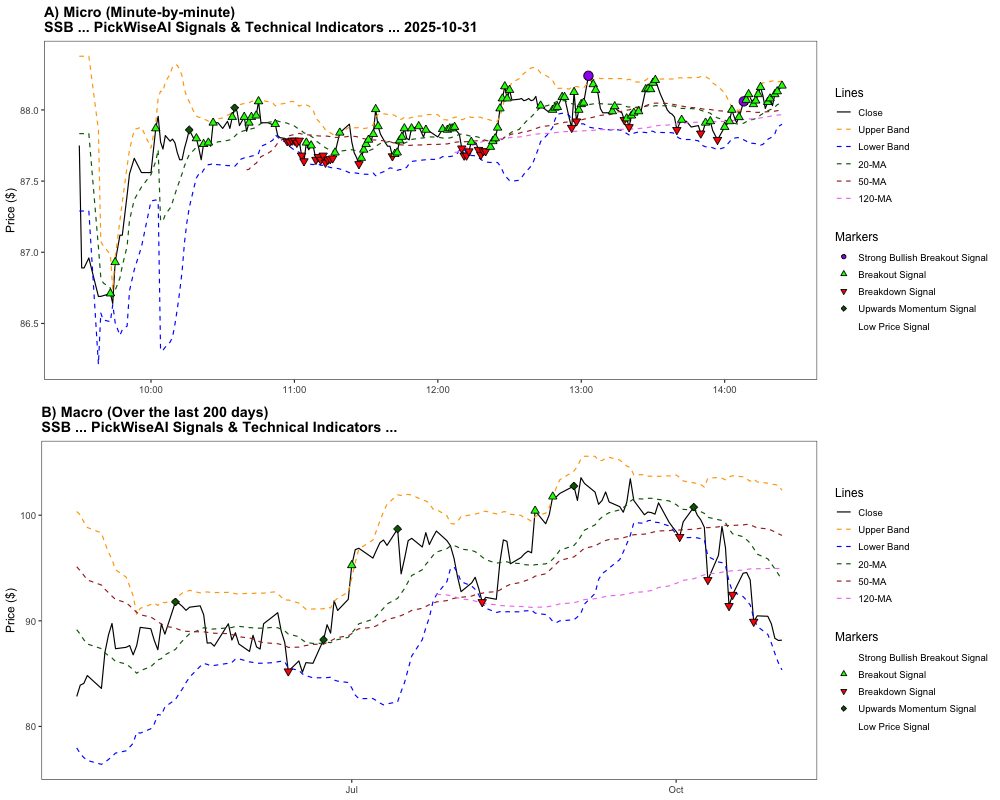 A) Micro (Minute-by-minute)
SSB ... PickWiseAI Signals & Technical Indicators ... 2025-10-31
Price ($)
88.0
87.5
87.0
86.5
10:00
11:00
12:00
13:00
14:00
Lines
Close
Upper Band
Lower Band
20-MA
50-MA
120-MA
Markers
Strong Bullish Breakout Signal
Breakout Signal
Breakdown Signal
Upwards Momentum Signal
Low Price Signal
B) Macro (Over the last 200 days)
SSB ... PickWiseAI Signals & Technical Indicators ...
Price ($)
100
90
80
Jul
Oct
Lines
Close
Upper Band
Lower Band
20-MA
50-MA
120-MA
Markers
Strong Bullish Breakout Signal
Breakout Signal
Breakdown Signal
Upwards Momentum Signal
Low Price Signal